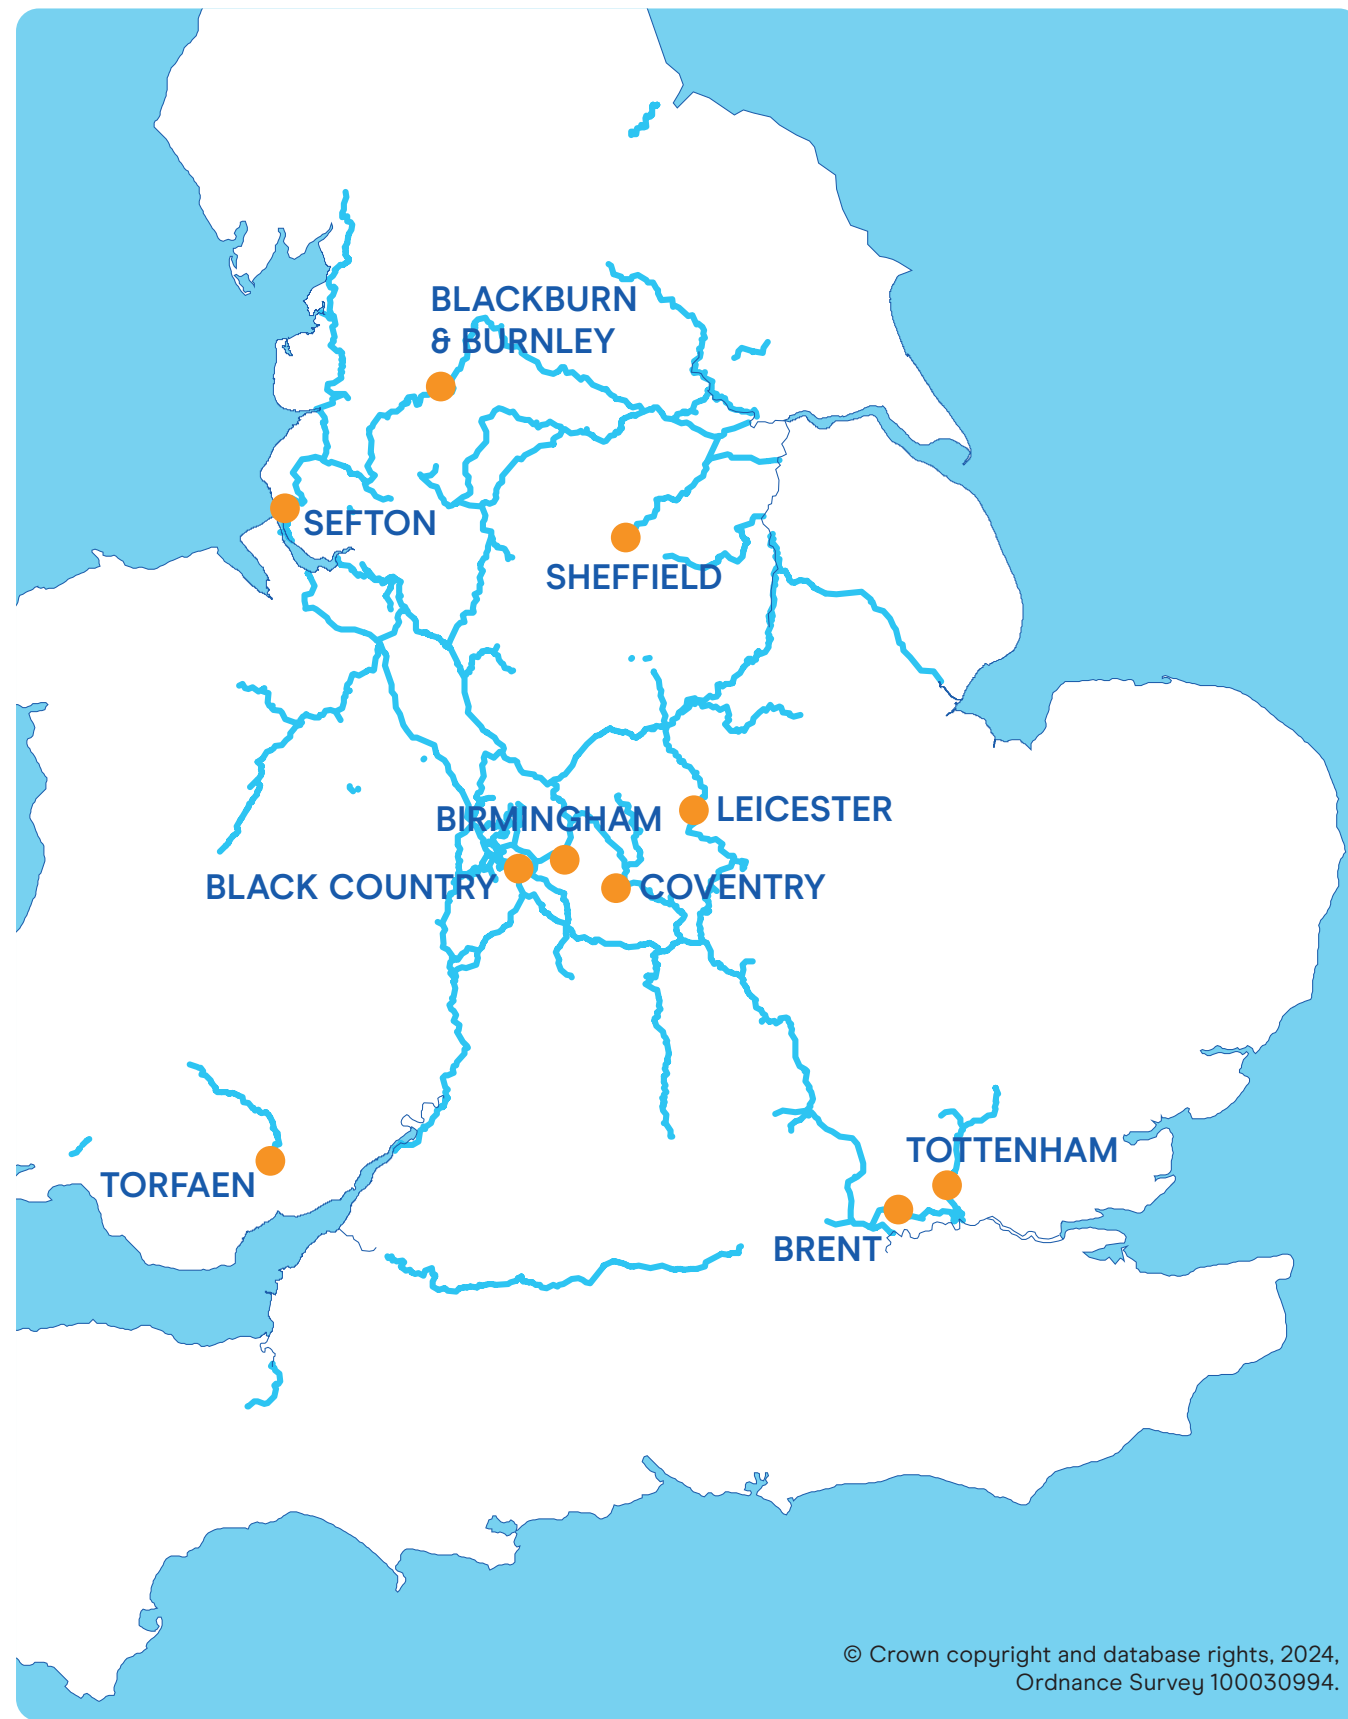 BLACKBURN
& BURNLEY
SEFTON
SHEFFIELD
LEICESTER
BIRMINGHAM
BLACK COUNTRY
COVENTRY
TOTTENHAM
TORFAEN
BRENT
© Crown copyright and database rights, 2024,
Ordnance Survey 100030994.